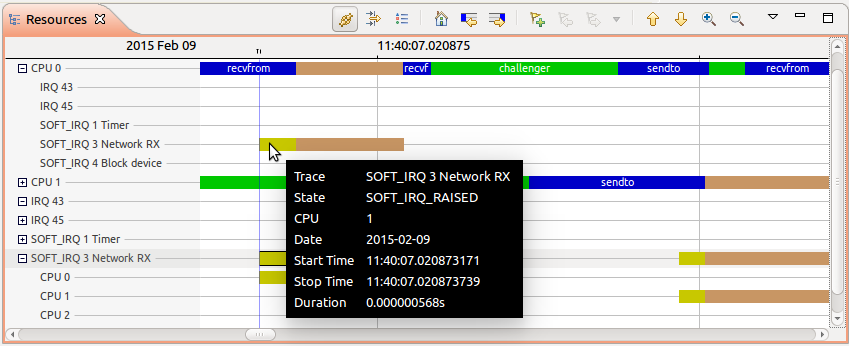 Resources
2015 Feb 09 11:40:07.020875
CPU 0 recvfrom recvf challenger sendto recvfrom
IRQ 43
IRQ 45
SOFT_IRQ 1 Timer
SOFT_IRQ 3 Network RX
SOFT_IRQ 4 Block device
CPU 1 sendto
IRQ 43
IRQ 45
SOFT_IRQ 1 Timer
SOFT_IRQ 3 Network RX
CPU 0
CPU 1
CPU 2
Trace SOFT_IRQ 3 Network RX
State SOFT_IRQ_RAISED
CPU 1
Date 2015-02-09
Start Time 11:40:07.020873171
Stop Time 11:40:07.020873739
Duration 0.000000568s